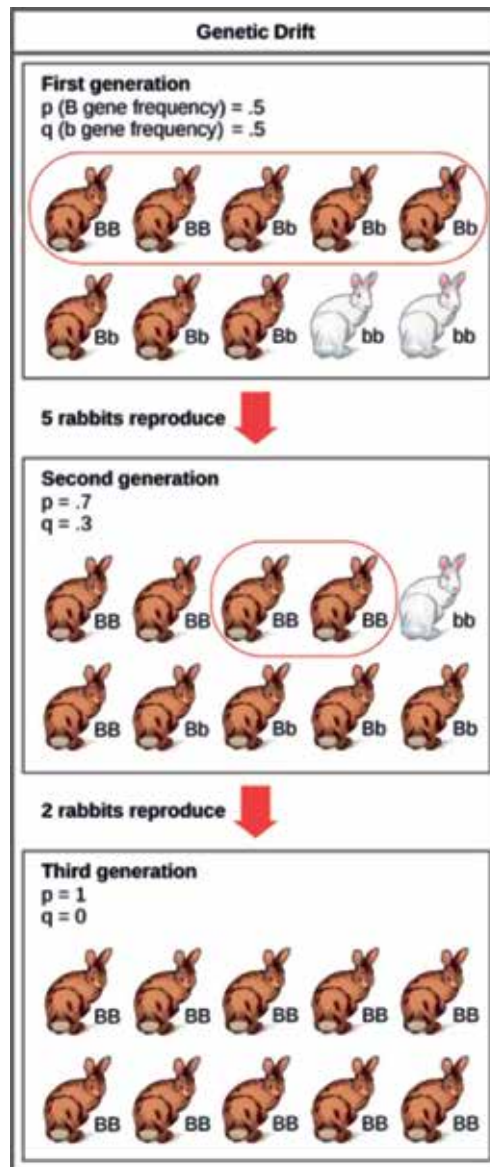 Genetic Drift
First generation
p (B gene frequency) = .5
q (b gene frequency) = .5
BB BB Bb Bb Bb
Bb Bb Bb bb bb
5 rabbits reproduce
Second generation
p = .7
q = .3
BB BB BB BB bb
BB Bb Bb Bb Bb
2 rabbits reproduce
Third generation
p = 1
q = 0
BB BB BB BB BB
BB BB BB BB BB